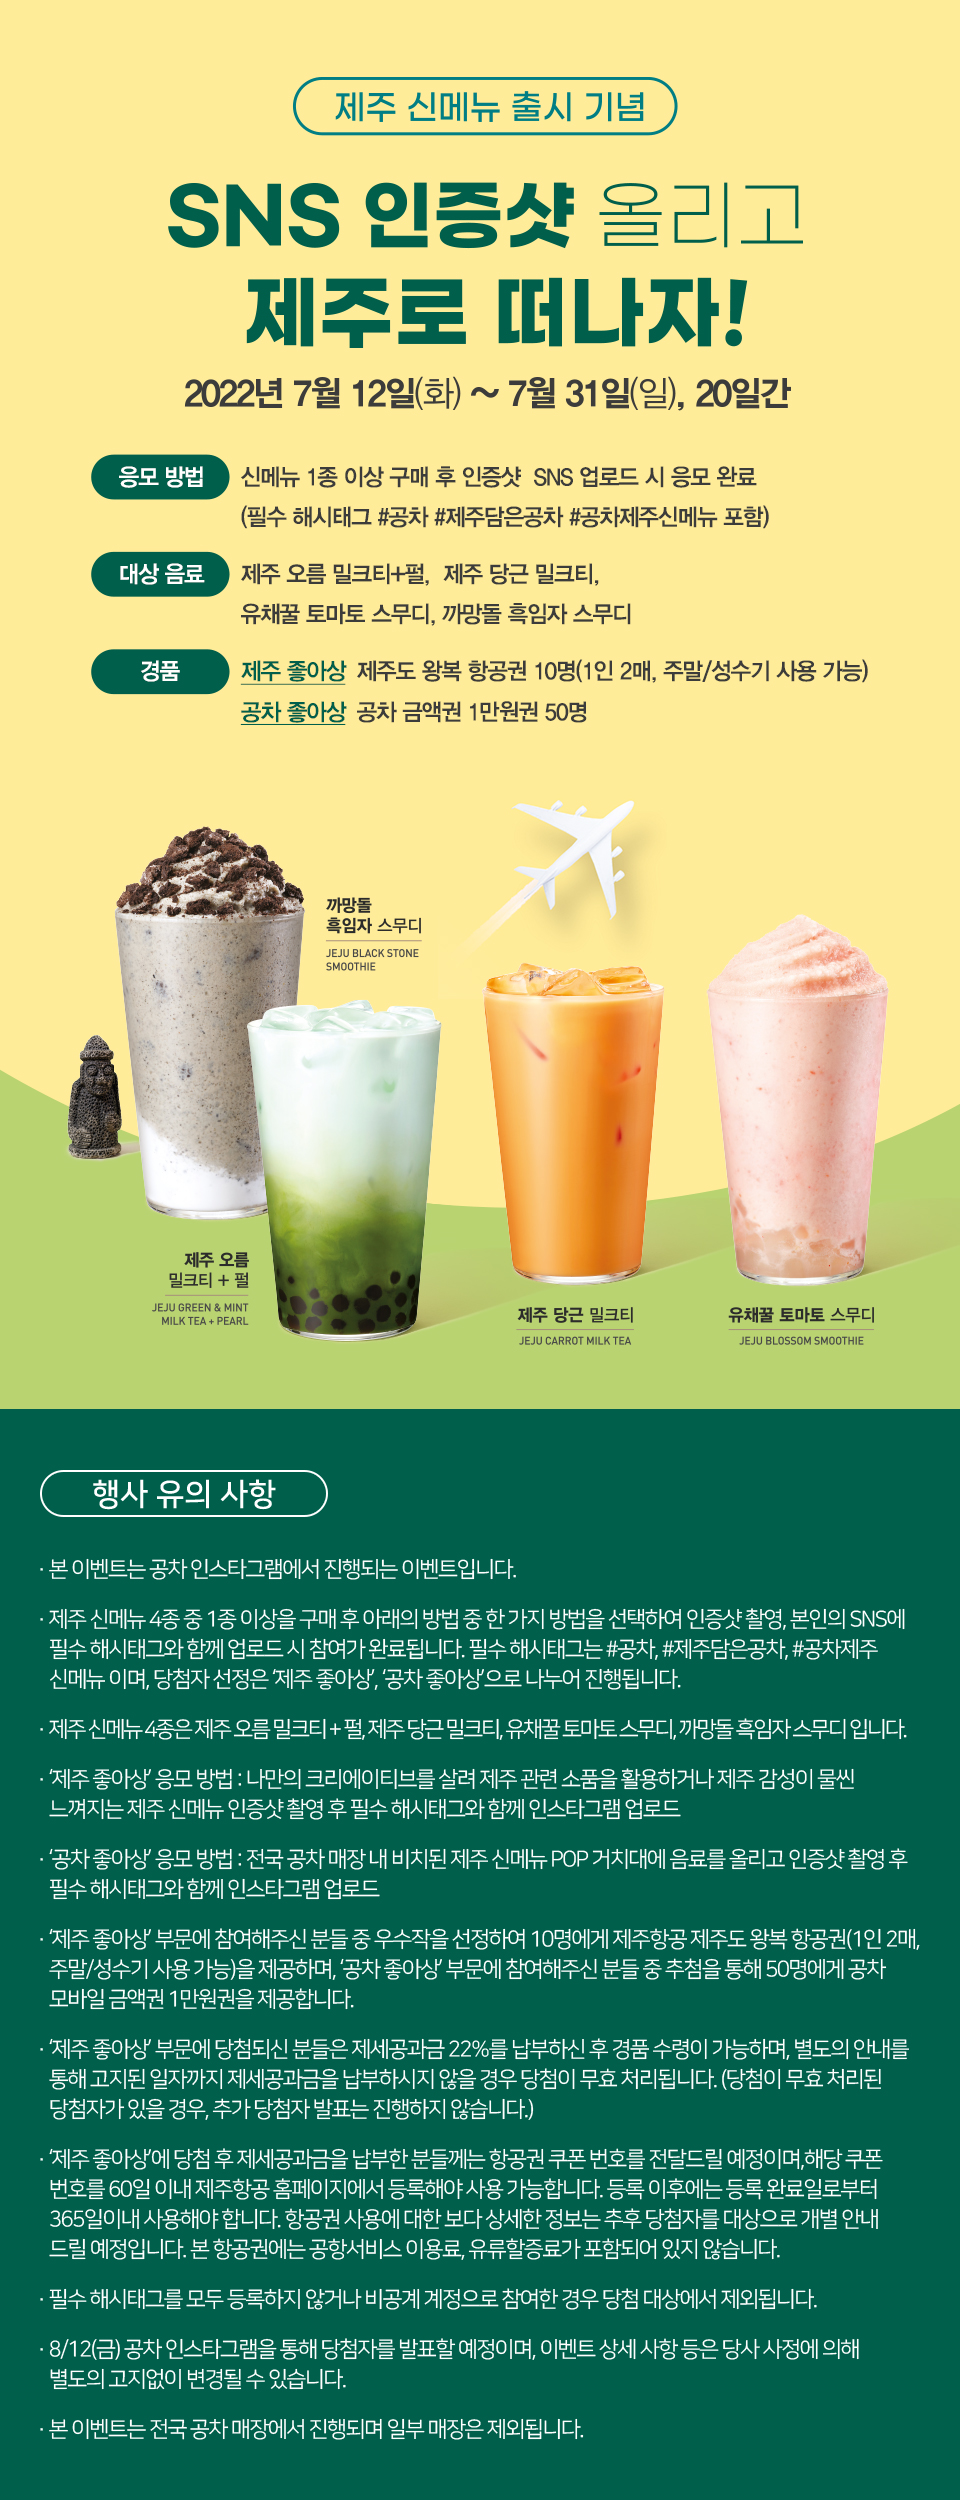 제주 신메뉴 출시 기념
SNS 인증샷 올리고
제주로 떠나자!
2022년 7월 12일(화) ~ 7월 31일(일), 20일간
응모 방법 신메뉴 1종 이상 구매 후 인증샷 SNS 업로드 시 응모 완료
(필수 해시태그 #공차 #제주담은공차 #공차제주신메뉴 포함)
대상 음료 제주 오름 밀크티+펄, 제주 당근 밀크티,
유채꿀 토마토 스무디, 까망돌 흑임자 스무디
경품 제주 좋아상 제주도 왕복 항공권 10명(1인 2매, 주말/성수기 사용 가능)
공차 좋아상 공차 금액권 1만원권 50명
까망돌
흑임자 스무디
JEJU BLACK STONE
SMOOTHIE
제주 오름
밀크티 + 펄
JEJU GREEN & MINT
MILK TEA + PEARL
제주 당근 밀크티
JEJU CARROT MILK TEA
유채꿀 토마토 스무디
JEJU BLOSSOM SMOOTHIE
행사 유의 사항
· 본 이벤트는 공차 인스타그램에서 진행되는 이벤트입니다.
· 제주 신메뉴 4종 중 1종 이상을 구매 후 아래의 방법 중 한 가지 방법을 선택하여 인증샷 촬영, 본인의 SNS에
필수 해시태그와 함께 업로드 시 참여가 완료됩니다. 필수 해시태그는 #공차, #제주담은공차, #공차제주
신메뉴 이며, 당첨자 선정은 ‘제주 좋아상’, ‘공차 좋아상’으로 나누어 진행됩니다.
· 제주 신메뉴 4종은 제주 오름 밀크티 + 펄, 제주 당근 밀크티, 유채꿀 토마토 스무디, 까망돌 흑임자 스무디 입니다.
· ‘제주 좋아상’ 응모 방법 : 나만의 크리에이티브를 살려 제주 관련 소품을 활용하거나 제주 감성이 물씬
느껴지는 제주 신메뉴 인증샷 촬영 후 필수 해시태그와 함께 인스타그램 업로드
· ‘공차 좋아상’ 응모 방법 : 전국 공차 매장 내 비치된 제주 신메뉴 POP 거치대에 음료를 올리고 인증샷 촬영 후
필수 해시태그와 함께 인스타그램 업로드
· ‘제주 좋아상’ 부문에 참여해주신 분들 중 우수작을 선정하여 10명에게 제주항공 제주도 왕복 항공권(1인 2매,
주말/성수기 사용 가능)을 제공하며, ‘공차 좋아상’ 부문에 참여해주신 분들 중 추첨을 통해 50명에게 공차
모바일 금액권 1만원권을 제공합니다.
· ‘제주 좋아상’ 부문에 당첨되신 분들은 제세공과금 22%를 납부하신 후 경품 수령이 가능하며, 별도의 안내를
통해 고지된 일자까지 제세공과금을 납부하시지 않을 경우 당첨이 무효 처리됩니다. (당첨이 무효 처리된
당첨자가 있을 경우, 추가 당첨자 발표는 진행하지 않습니다.)
· ‘제주 좋아상’에 당첨 후 제세공과금을 납부한 분들께는 항공권 쿠폰 번호를 전달드릴 예정이며,해당 쿠폰
번호를 60일 이내 제주항공 홈페이지에서 등록해야 사용 가능합니다. 등록 이후에는 등록 완료일로부터
365일이내 사용해야 합니다. 항공권 사용에 대한 보다 상세한 정보는 추후 당첨자를 대상으로 개별 안내
드릴 예정입니다. 본 항공권에는 공항서비스 이용료, 유류할증료가 포함되어 있지 않습니다.
· 필수 해시태그를 모두 등록하지 않거나 비공계 계정으로 참여한 경우 당첨 대상에서 제외됩니다.
· 8/12(금) 공차 인스타그램을 통해 당첨자를 발표할 예정이며, 이벤트 상세 사항 등은 당사 사정에 의해
별도의 고지없이 변경될 수 있습니다.
· 본 이벤트는 전국 공차 매장에서 진행되며 일부 매장은 제외됩니다.